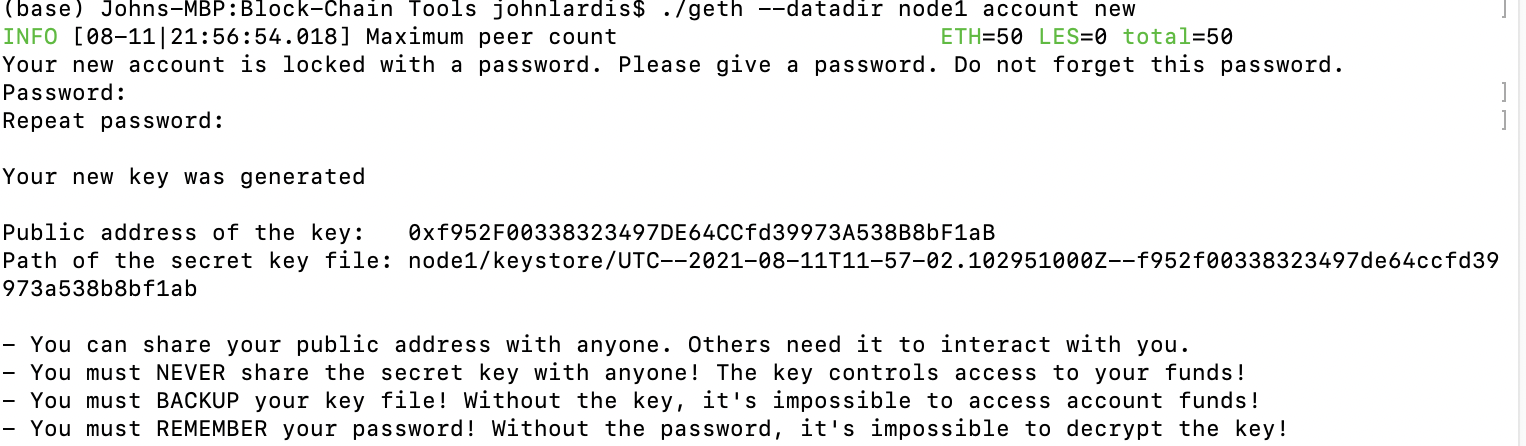 (base) Johns-MBP:Block-Chain Tools johnlardis$ ./geth --datadir node1 account new ]
INFO [08-11|21:56:54.018] Maximum peer count ETH=50 LES=0 total=50
Your new account is locked with a password. Please give a password. Do not forget this password.
Password: ]
Repeat password: ]
Your new key was generated
Public address of the key: 0xf952F00338323497DE64CCfd39973A538B8bF1aB
Path of the secret key file: node1/keystore/UTC--2021-08-11T11-57-02.102951000Z--f952f00338323497de64ccfd39
973a538b8bf1ab
- You can share your public address with anyone. Others need it to interact with you.
- You must NEVER share the secret key with anyone! The key controls access to your funds!
- You must BACKUP your key file! Without the key, it's impossible to access account funds!
- You must REMEMBER your password! Without the password, it's impossible to decrypt the key!